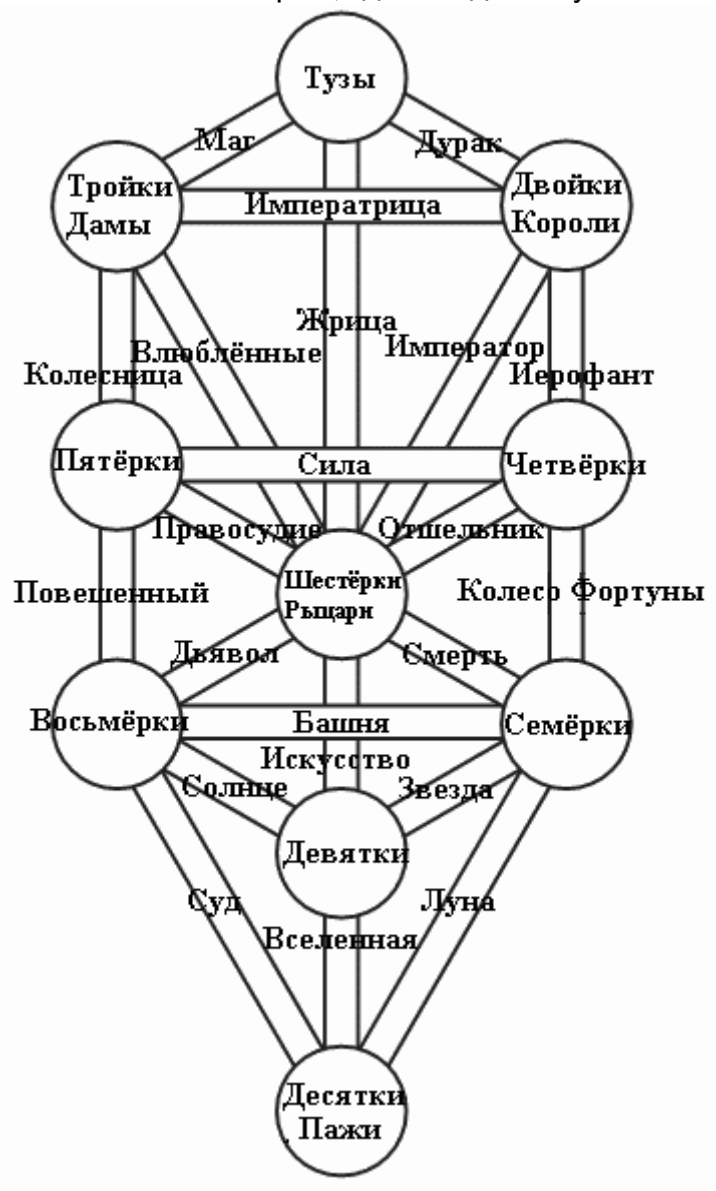 Тузы
Маг
Дурак
Тройки
Дамы
Двойки
Короли
Императрица
Жрица
Влюблённые
Император
Колесница
Иерофант
Пятёрки
Сила
Четвёрки
Правосудие
Отшельник
Шестёрки
Рыцари
Повешенный
Колесо Фортуны
Дьявол
Смерть
Восьмёрки
Башня
Семёрки
Искусство
Солнце
Звезда
Девятки
Суд
Луна
Вселенная
Десятки
Пажи